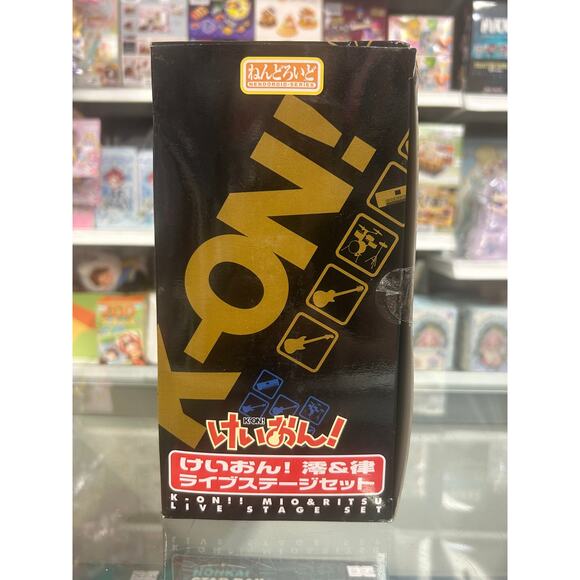 ねんどろいど
NENDOROID-SERIES
K-ON!
K-ON!
けいおん!
けいおん! 澪&律
ライブステージセット
K-ON!! MIO&RITSU
LIVE STAGE SET